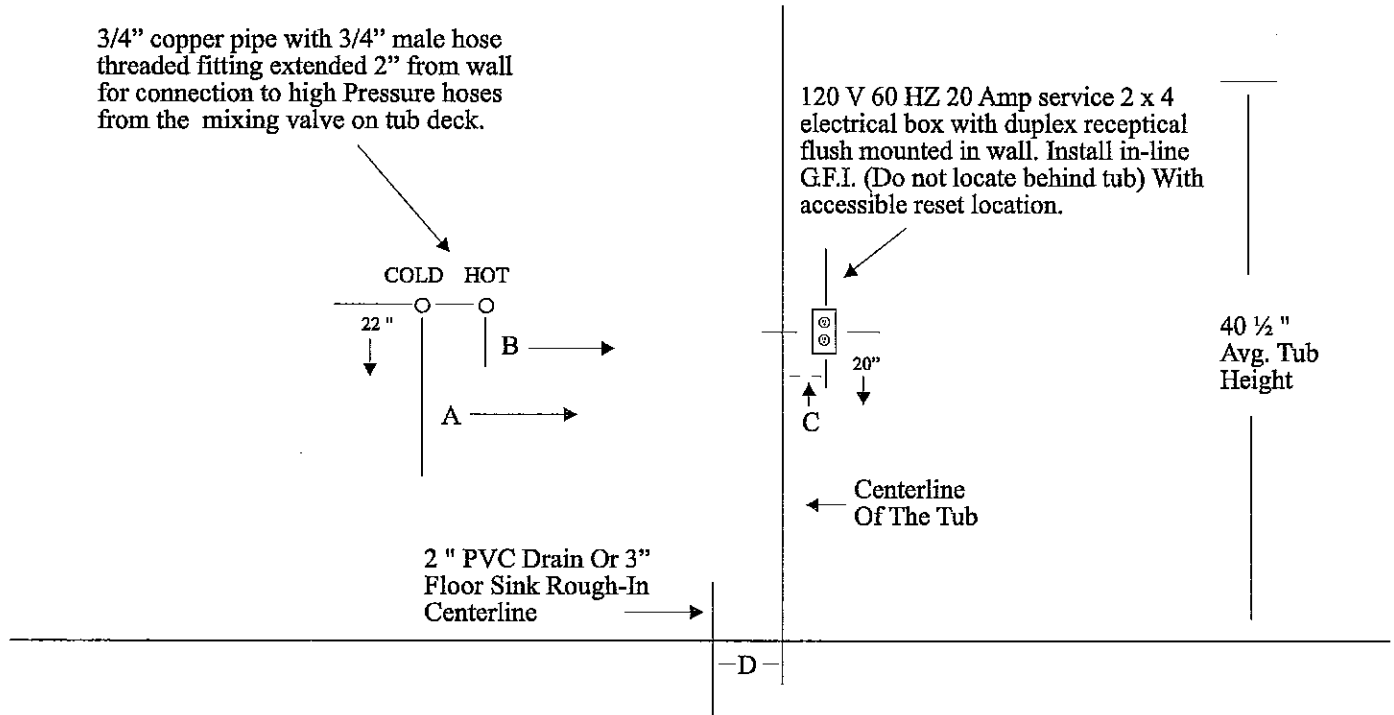 3/4” copper pipe with 3/4” male hose
threaded fitting extended 2” from wall
for connection to high Pressure hoses
from the mixing valve on tub deck.
120 V 60 HZ 20 Amp service 2 x 4
electrical box with duplex receptical
flush mounted in wall. Install in-line
G.F.I. (Do not locate behind tub) With
accessible reset location.
COLD HOT
22 "
B
A
20”
C
40 ½ "
Avg. Tub
Height
Centerline
Of The Tub
2 " PVC Drain Or 3”
Floor Sink Rough-In
Centerline
D